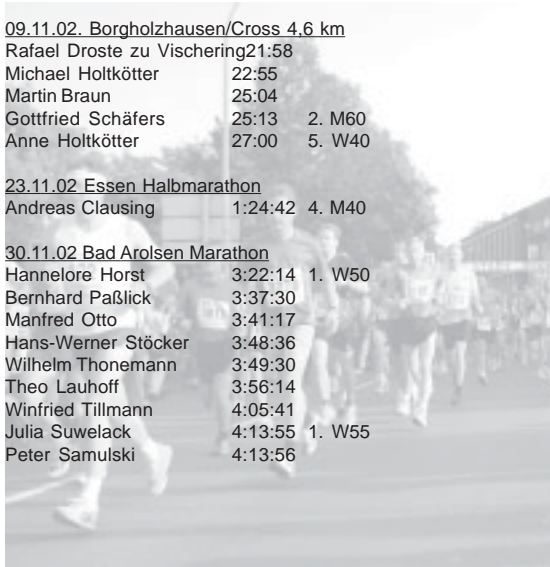 09.11.02. Borgholzhausen/Cross 4,6 km
Rafael Droste zu Vischering21:58
Michael Holtkötter 22:55
Martin Braun 25:04
Gottfried Schäfers 25:13 2. M60
Anne Holtkötter 27:00 5. W40
23.11.02 Essen Halbmarathon
Andreas Clausing 1:24:42 4. M40
30.11.02 Bad Arolsen Marathon
Hannelore Horst 3:22:14 1. W50
Bernhard Paßlick 3:37:30
Manfred Otto 3:41:17
Hans-Werner Stöcker 3:48:36
Wilhelm Thonemann 3:49:30
Theo Lauhoff 3:56:14
Winfried Tillmann 4:05:41
Julia Suwelack 4:13:55 1. W55
Peter Samulski 4:13:56